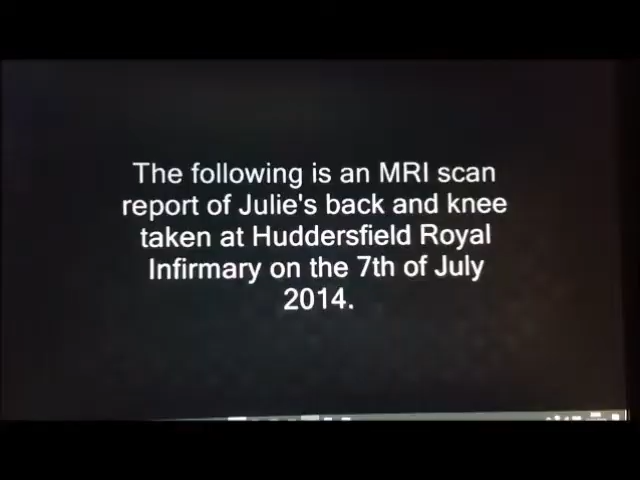 The following is an MRI scan
report of Julie's back and knee
taken at Huddersfield Royal
Infirmary on the 7th of July
2014.